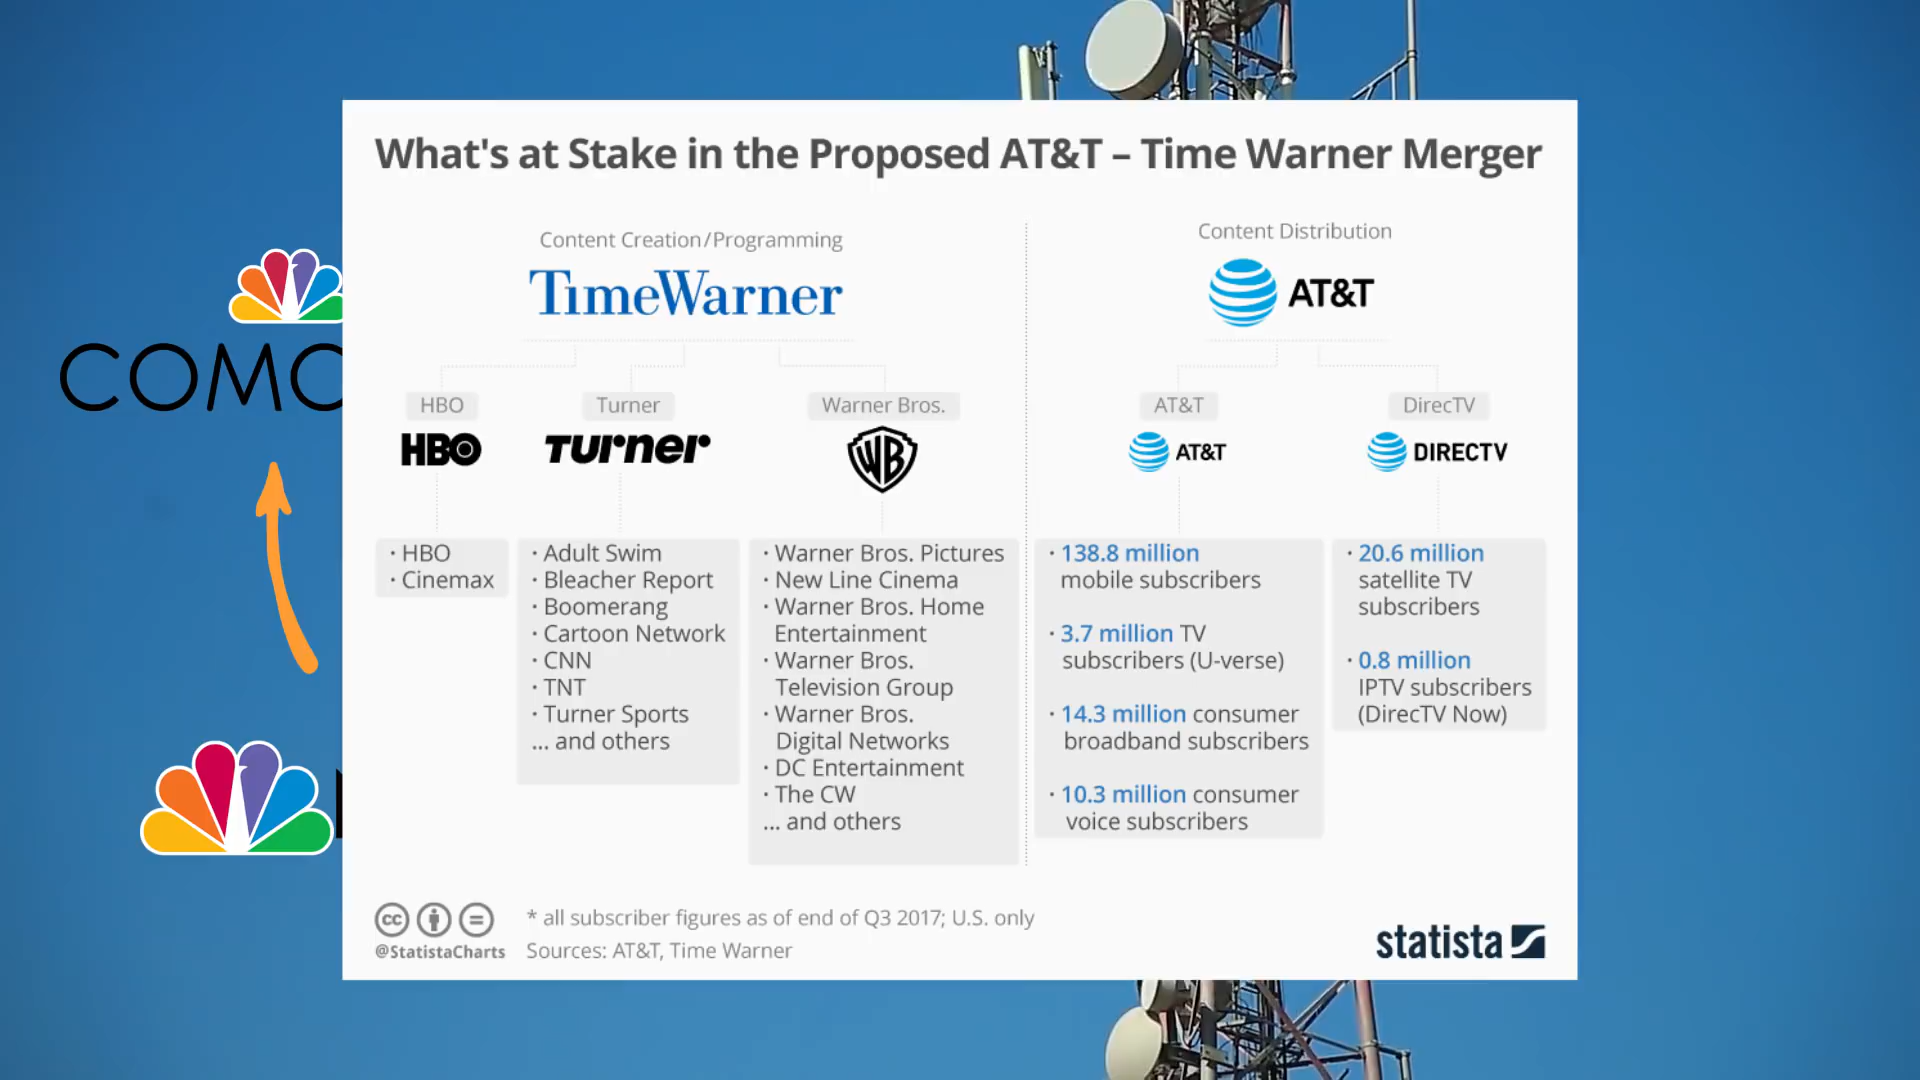 What's at Stake in the Proposed AT&T – Time Warner Merger
Content Creation/Programming
TimeWarner
Content Distribution
AT&T
COMC
HBO
Turner
Warner Bros.
AT&T
DirecTV
HBO
Turner
WB
AT&T
DIRECTV
· HBO
· Cinemax
· Adult Swim
· Bleacher Report
· Boomerang
· Cartoon Network
· CNN
· TNT
· Turner Sports
... and others
· Warner Bros. Pictures
· New Line Cinema
· Warner Bros. Home
Entertainment
· Warner Bros.
Television Group
· Warner Bros.
Digital Networks
· DC Entertainment
· The CW
... and others
· 138.8 million
mobile subscribers
· 3.7 million TV
subscribers (U-verse)
· 14.3 million consumer
broadband subscribers
· 10.3 million consumer
voice subscribers
· 20.6 million
satellite TV
subscribers
· 0.8 million
IPTV subscribers
(DirecTV Now)
cc
@StatistaCharts
* all subscriber figures as of end of Q3 2017; U.S. only
Sources: AT&T, Time Warner
statista